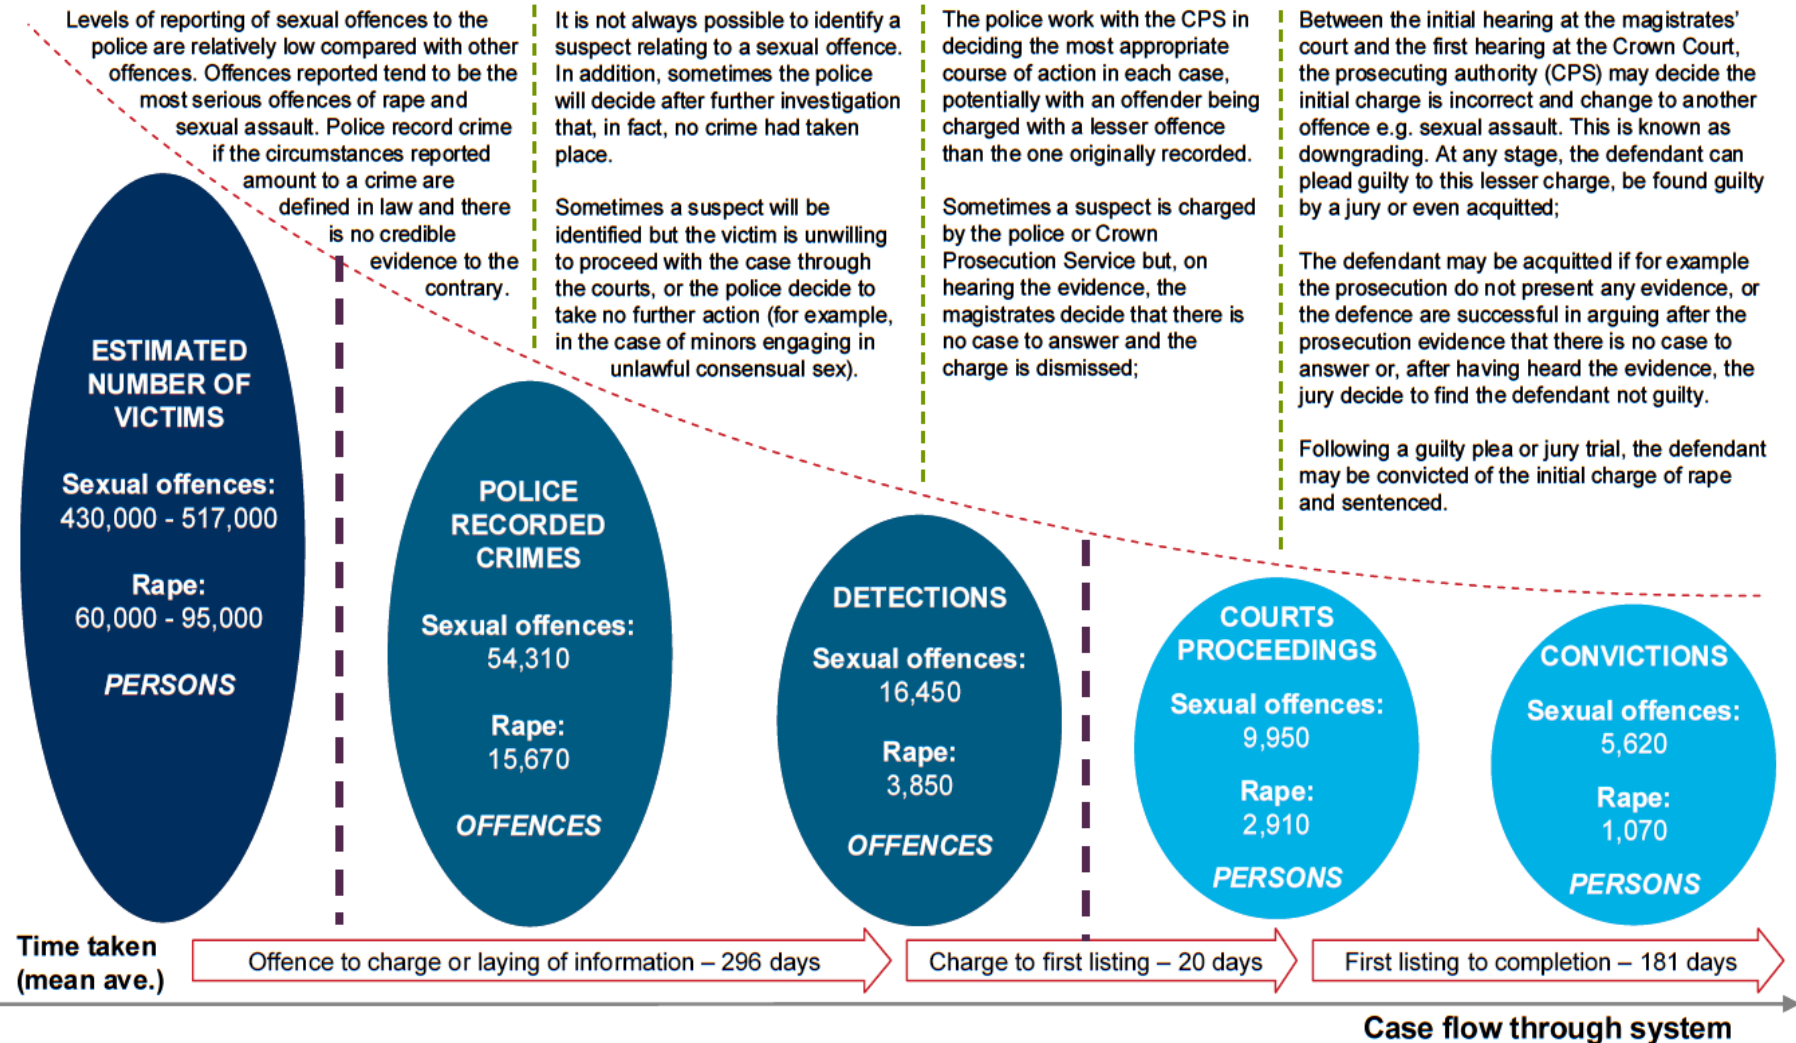 Levels of reporting of sexual offences to the
police are relatively low compared with other
offences. Offences reported tend to be the
most serious offences of rape and
sexual assault. Police record crime
if the circumstances reported
amount to a crime are
defined in law and there
is no credible
evidence to the
contrary.
It is not always possible to identify a
suspect relating to a sexual offence.
In addition, sometimes the police
will decide after further investigation
that, in fact, no crime had taken
place.
Sometimes a suspect will be
identified but the victim is unwilling
to proceed with the case through
the courts, or the police decide to
take no further action (for example,
in the case of minors engaging in
unlawful consensual sex).
The police work with the CPS in
deciding the most appropriate
course of action in each case,
potentially with an offender being
charged with a lesser offence
than the one originally recorded.
Sometimes a suspect is charged
by the police or Crown
Prosecution Service but, on
hearing the evidence, the
magistrates decide that there is
no case to answer and the
charge is dismissed;
Between the initial hearing at the magistrates'
court and the first hearing at the Crown Court,
the prosecuting authority (CPS) may decide the
initial charge is incorrect and change to another
offence e.g. sexual assault. This is known as
downgrading. At any stage, the defendant can
plead guilty to this lesser charge, be found guilty
by a jury or even acquitted;
The defendant may be acquitted if for example
the prosecution do not present any evidence, or
the defence are successful in arguing after the
prosecution evidence that there is no case to
answer or, after having heard the evidence, the
jury decide to find the defendant not guilty.
Following a guilty plea or jury trial, the defendant
may be convicted of the initial charge of rape
and sentenced.
ESTIMATED
NUMBER OF
VICTIMS
Sexual offences:
430,000 - 517,000
Rape:
60,000 - 95,000
PERSONS
POLICE
RECORDED
CRIMES
Sexual offences:
54,310
Rape:
15,670
OFFENCES
DETECTIONS
Sexual offences:
16,450
Rape:
3,850
OFFENCES
COURTS
PROCEEDINGS
Sexual offences:
9,950
Rape:
2,910
PERSONS
CONVICTIONS
Sexual offences:
5,620
Rape:
1,070
PERSONS
Time taken
(mean ave.)
Offence to charge or laying of information – 296 days
Charge to first listing – 20 days
First listing to completion – 181 days
Case flow through system